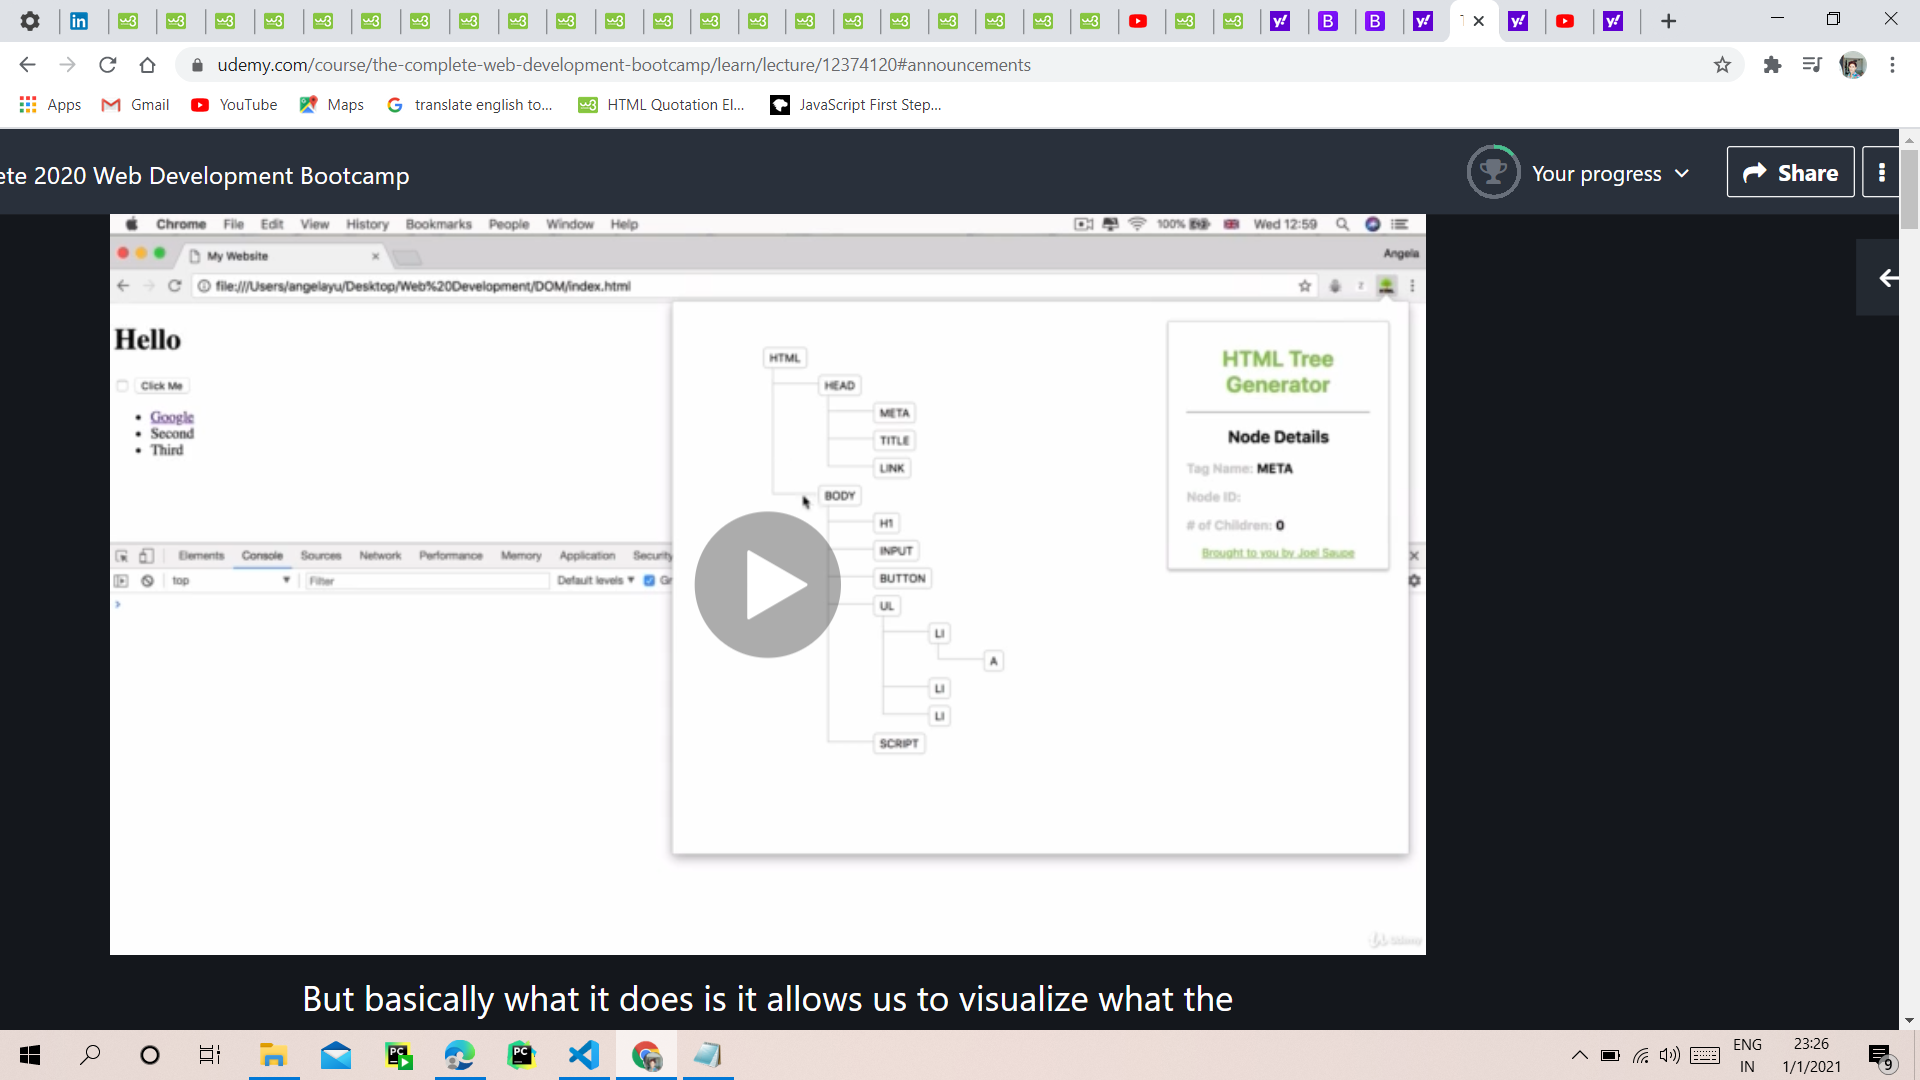 udemy.com/course/the-complete-web-development-bootcamp/learn/lecture/12374120#announcements
Apps Gmail YouTube Maps translate english to... HTML Quotation El... JavaScript First Step...
ete 2020 Web Development Bootcamp
Your progress Share
Chrome File Edit View History Bookmarks People Window Help 100% Wed 12:59
My Website Angela
file:///Users/angelayu/Desktop/Web%20Development/DOM/index.html
Hello
Click Me
Google
Second
Third
HTML
HEAD
META
TITLE
LINK
BODY
H1
INPUT
BUTTON
UL
LI
A
LI
LI
SCRIPT
HTML Tree
Generator
Node Details
Tag Name: META
Node ID:
# of Children: 0
Brought to you by Joel Saupe
Elements Console Sources Network Performance Memory Application Security
top Filter Default levels Gr
Udemy
But basically what it does is it allows us to visualize what the
ENG
IN
23:26
1/1/2021
9